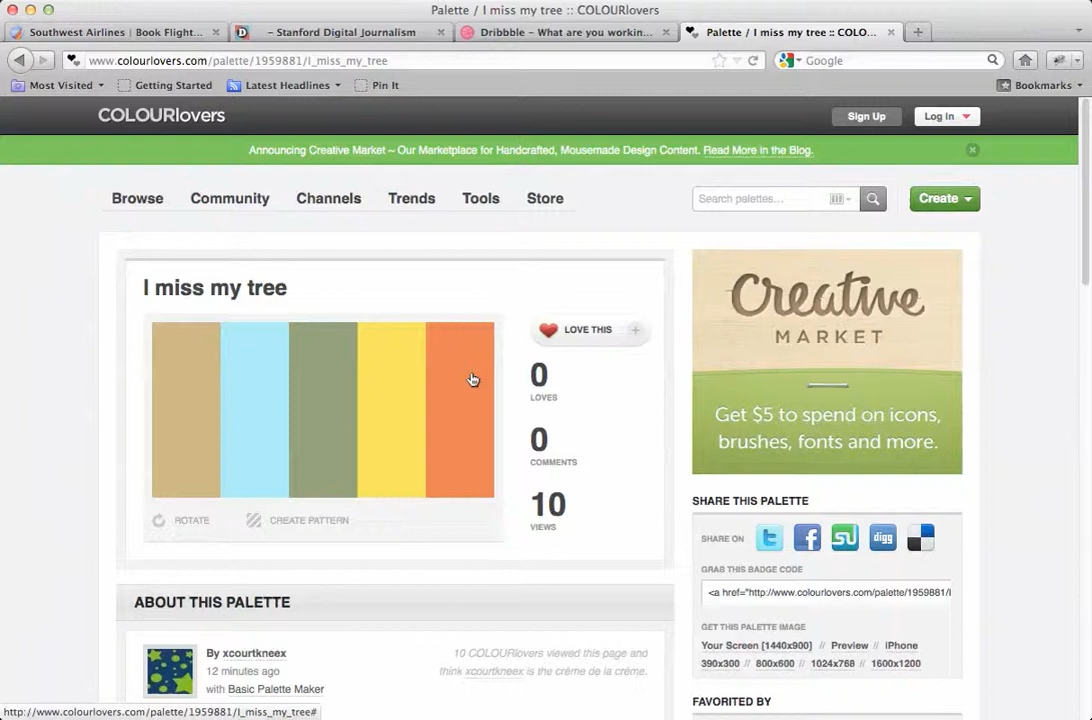 Palette / I miss my tree :: COLOURlovers
Southwest Airlines | Book Flight...
- Stanford Digital Journalism
Dribbble - What are you workin...
Palette / I miss my tree :: COLO...
www.colourlovers.com/palette/1959881/I_miss_my_tree
Google
Most Visited
Getting Started
Latest Headlines
Pin It
Bookmarks
COLOURlovers
Sign Up
Log in
Announcing Creative Market ~ Our Marketplace for Handcrafted, Mousemade Design Content. Read More in the Blog.
Browse
Community
Channels
Trends
Tools
Store
Search palettes...
Create
I miss my tree
LOVE THIS
0
LOVES
0
COMMENTS
10
VIEWS
ROTATE
CREATE PATTERN
Creative
MARKET
Get $5 to spend on icons,
brushes, fonts and more.
SHARE THIS PALETTE
SHARE ON
digg
GRAB THIS BADGE CODE
<a href="http://www.colourlovers.com/palette/1959881/I
GET THIS PALETTE IMAGE
Your Screen [1440x900] // Preview // iPhone
390x300 // 800x600 // 1024x768 // 1600x1200
FAVORITED BY
ABOUT THIS PALETTE
By xcourtkneex
12 minutes ago
with Basic Palette Maker
10 COLOURlovers viewed this page and
think xcourtkneex is the crème de la crème.
http://www.colourlovers.com/palette/1959881/I_miss_my_tree#